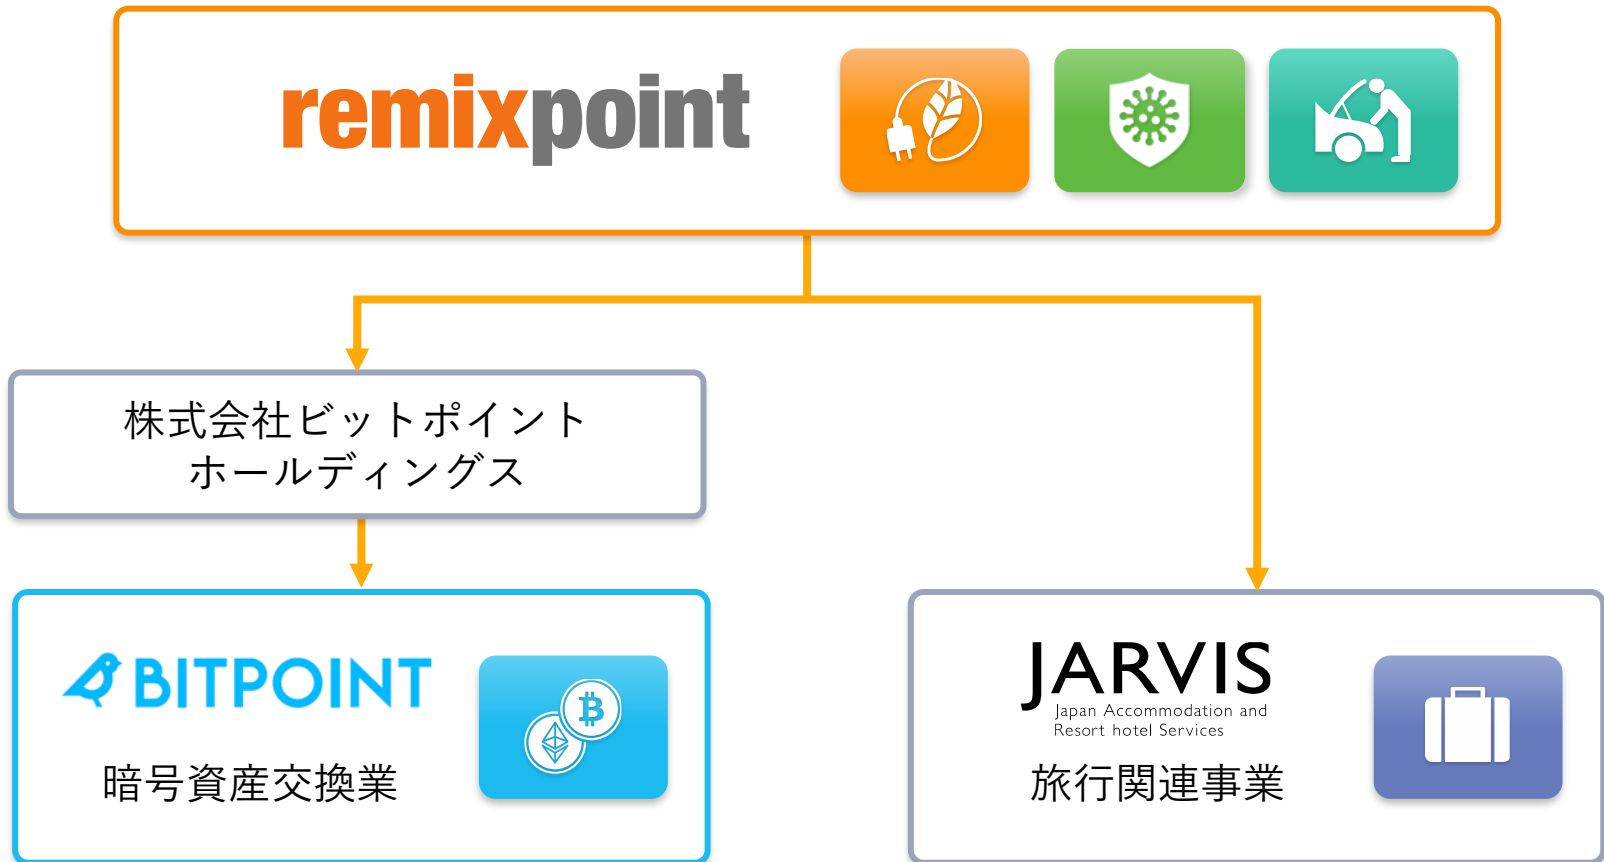 remixpoint
株式会社ビットポイント
ホールディングス
BITPOINT
暗号資産交換業
JARVIS
Japan Accommodation and
Resort hotel Services
旅行関連事業